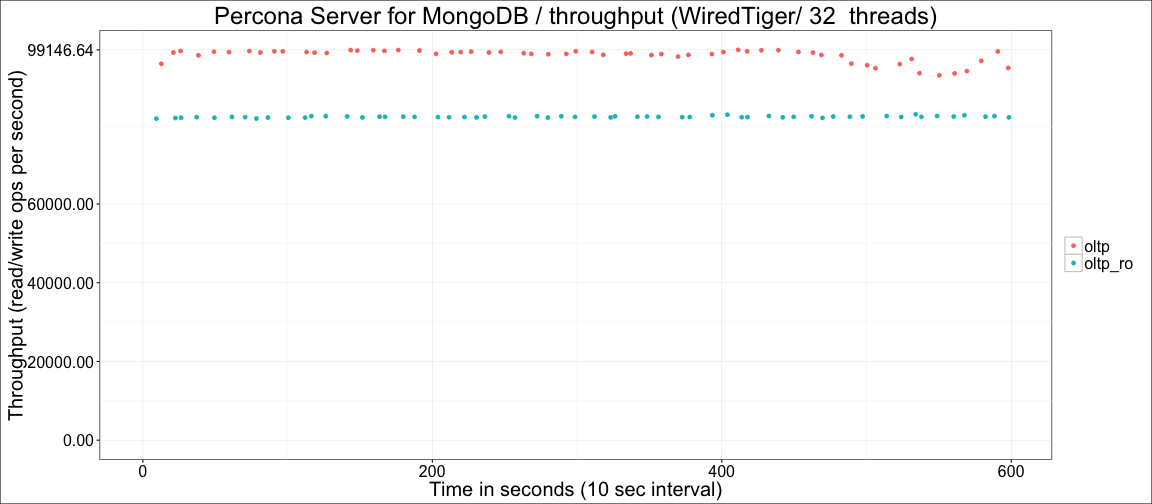 Percona Server for MongoDB / throughput (WiredTiger/ 32  threads)
Throughput (read/write ops per second)
99146.64
60000.00
40000.00
20000.00
0.00
0
200
400
600
Time in seconds (10 sec interval)
oltp
oltp_ro